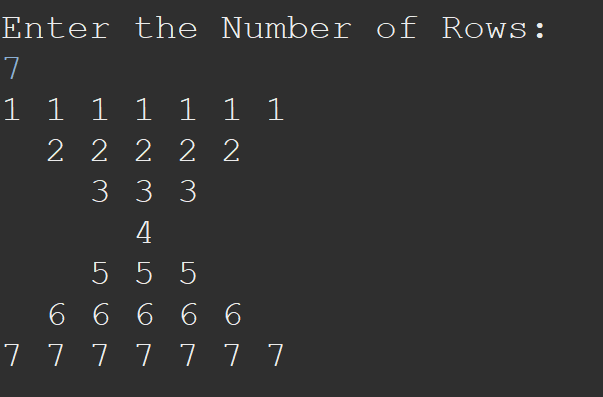 Enter the Number of Rows:
7
1 1 1 1 1 1 1
  2 2 2 2 2
    3 3 3
      4
    5 5 5
  6 6 6 6 6
7 7 7 7 7 7 7